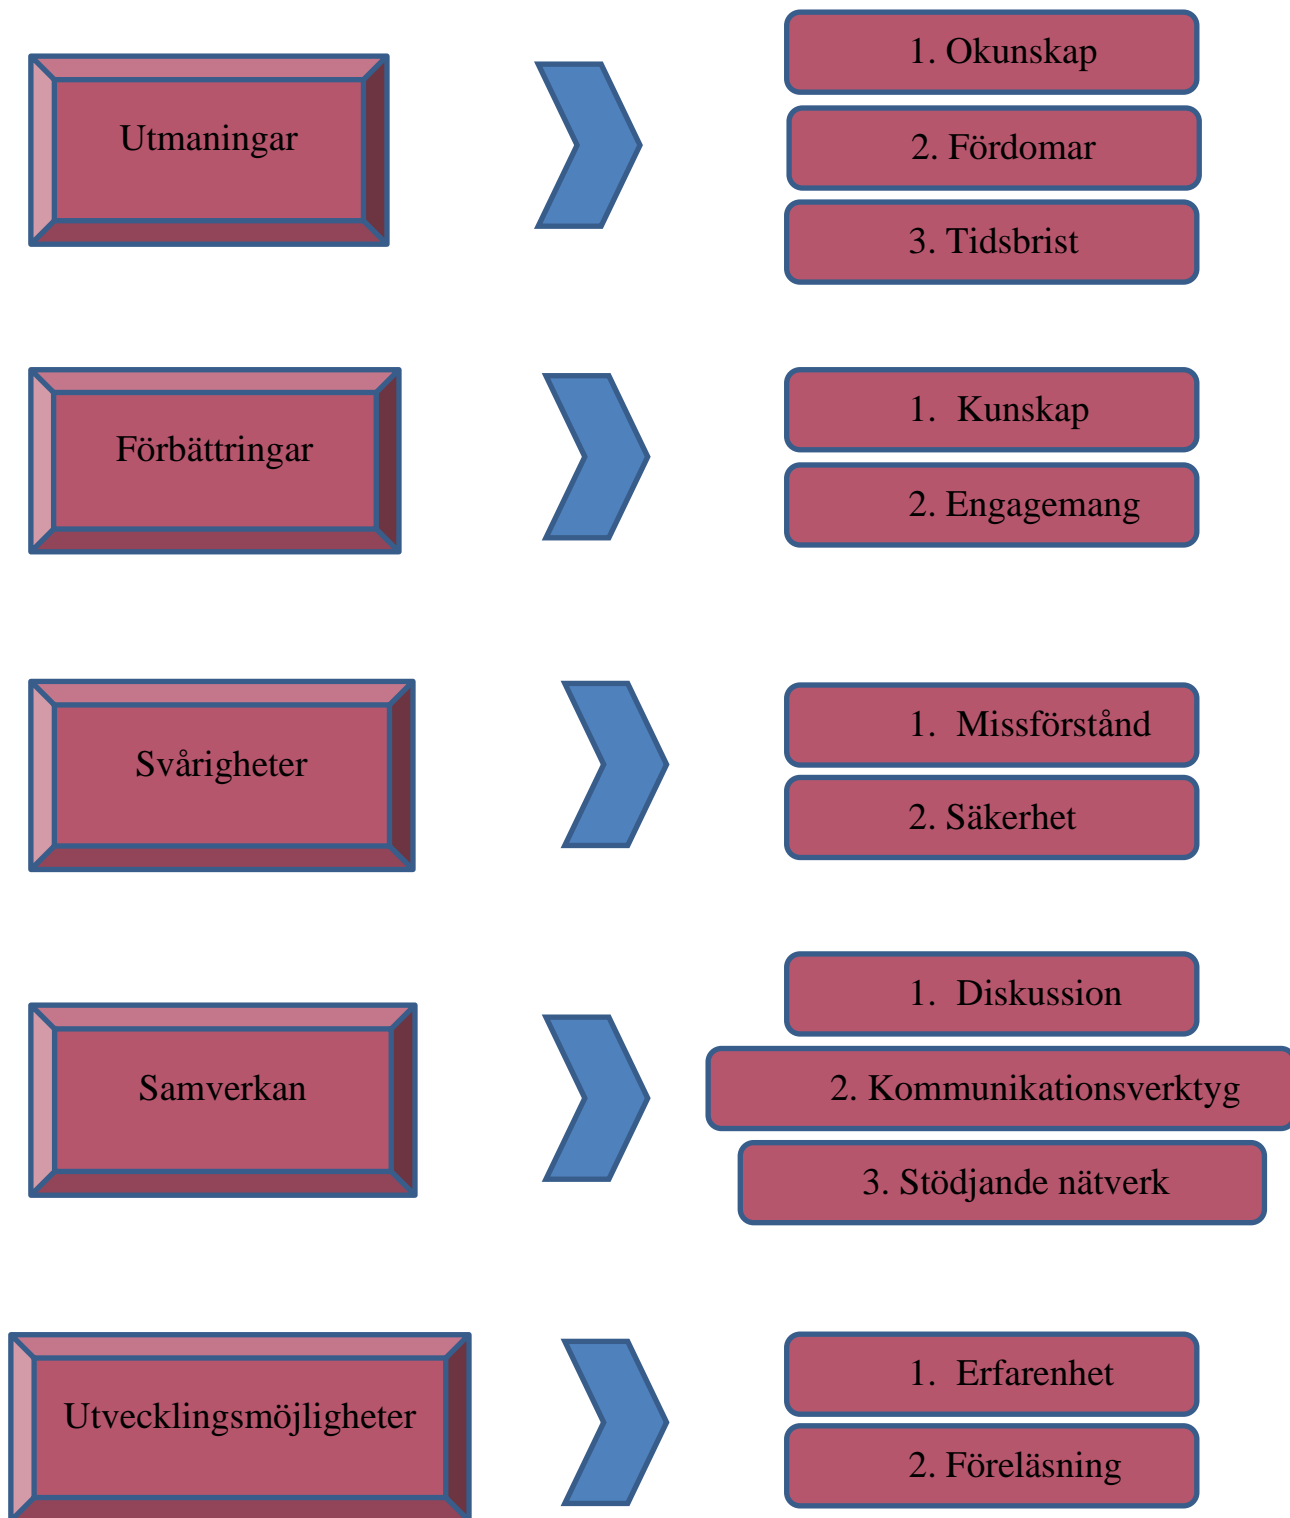 Utmaningar
1. Okunskap
2. Fördomar
3. Tidsbrist
Förbättringar
1. Kunskap
2. Engagemang
Svårigheter
1. Missförstånd
2. Säkerhet
Samverkan
1. Diskussion
2. Kommunikationsverktyg
3. Stödjande nätverk
Utvecklingsmöjligheter
1. Erfarenhet
2. Föreläsning